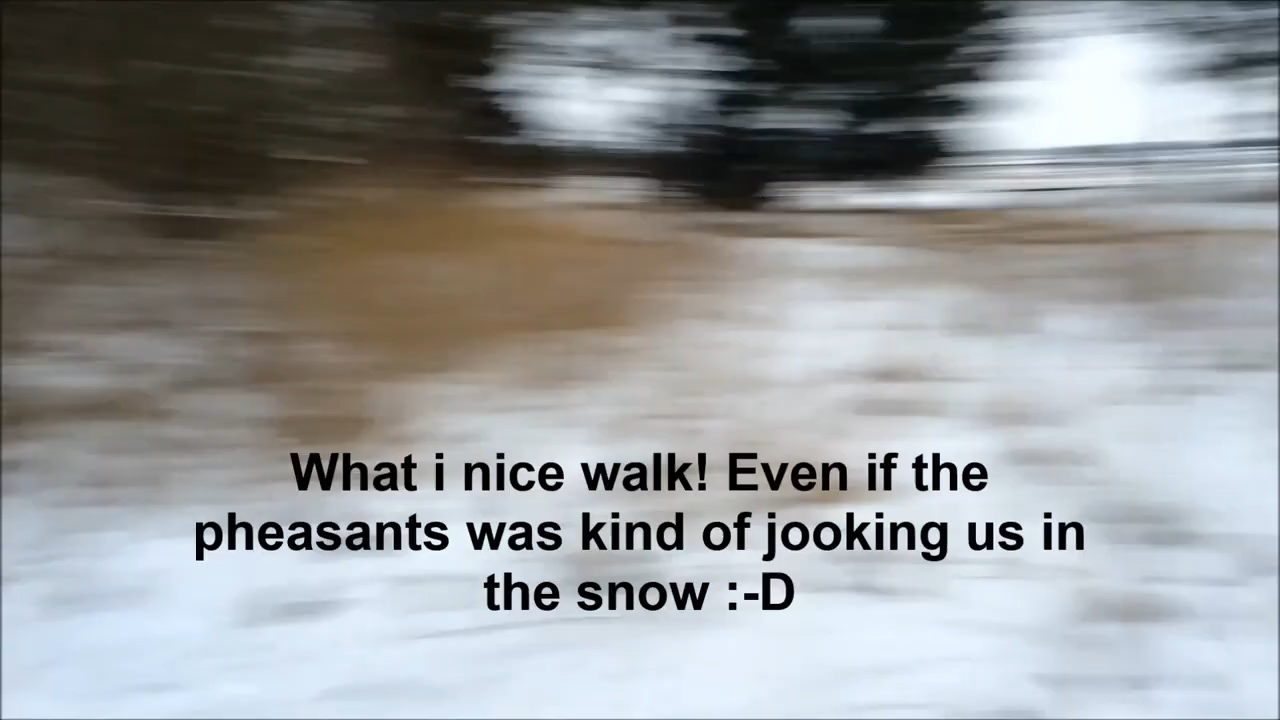 What i nice walk! Even if the
pheasants was kind of jooking us in
the snow :-D